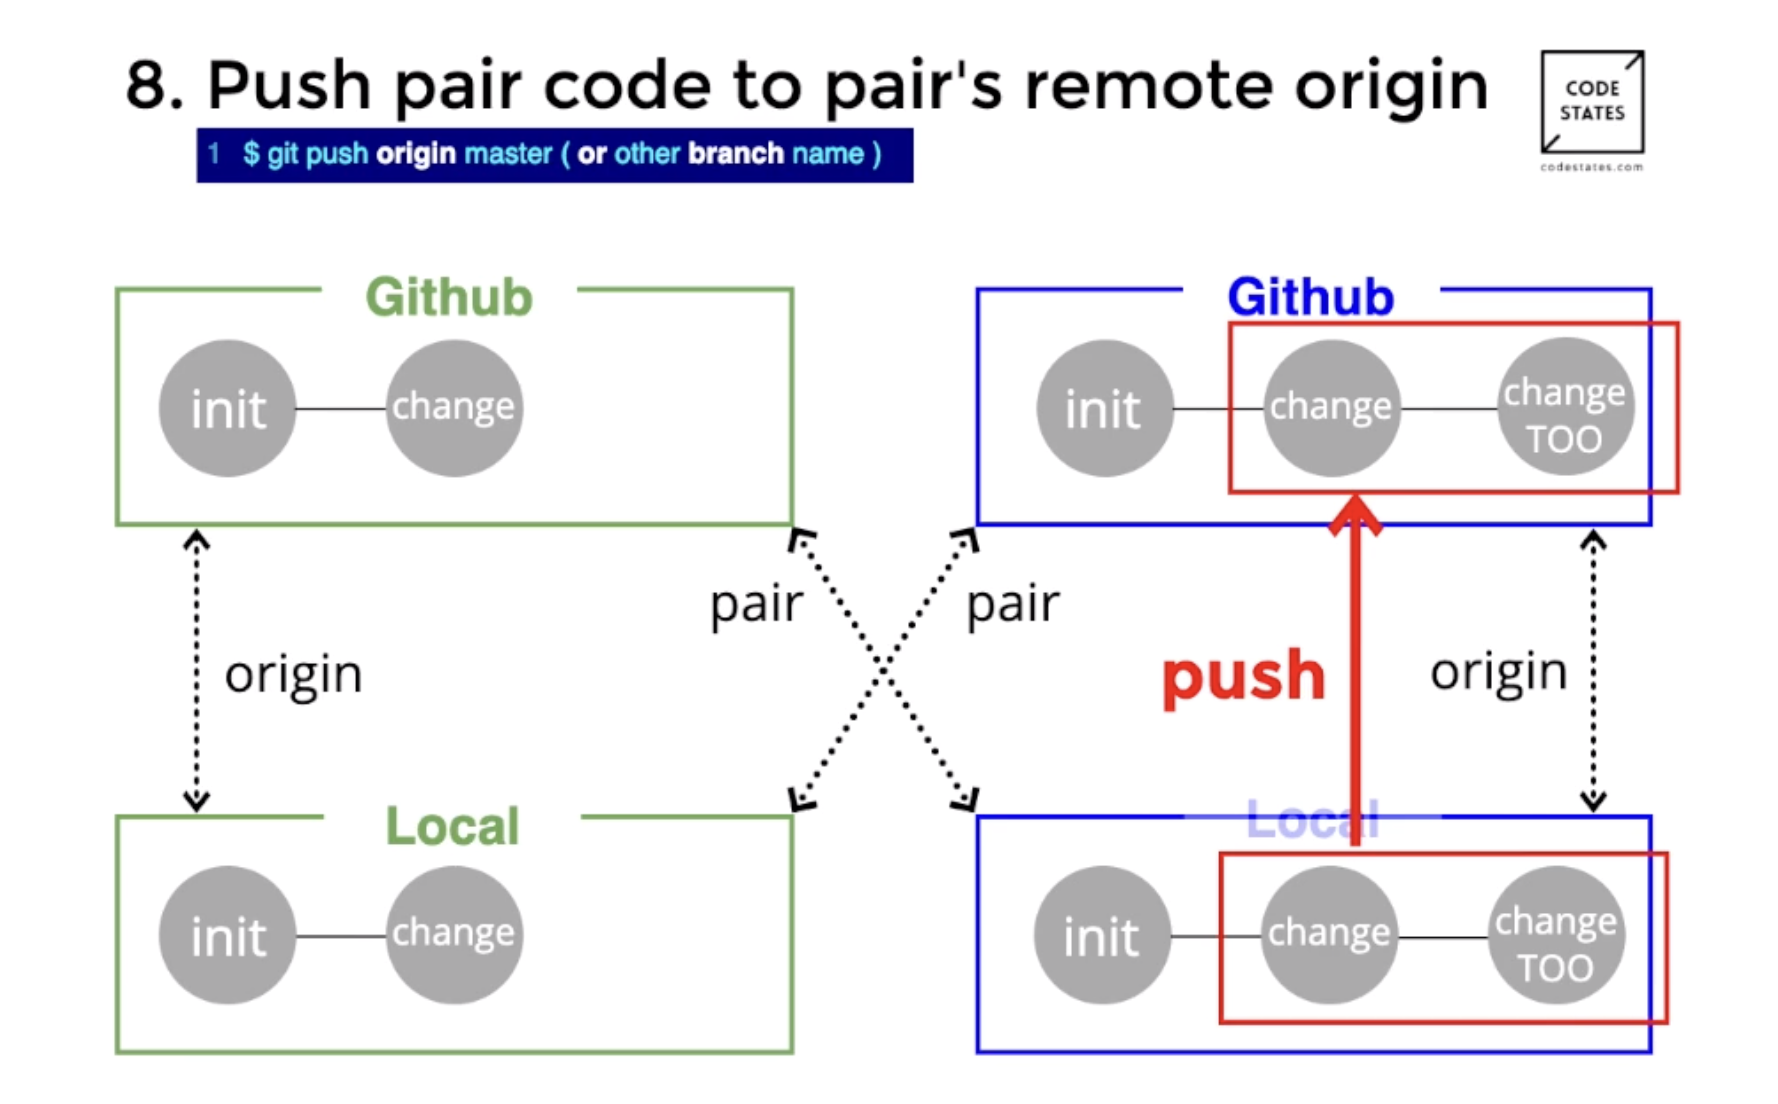 8. Push pair code to pair's remote origin
CODE
STATES
codestates.com
1 $ git push origin master ( or other branch name )
Github
init
change
Github
init
change
change
TOO
pair
pair
origin
push
origin
Local
init
change
Local
init
change
change
TOO